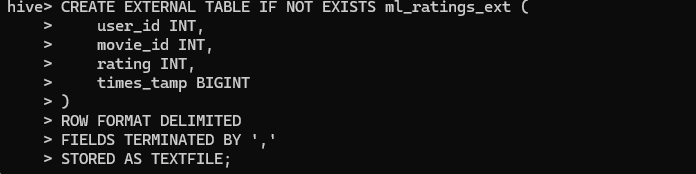 hive> CREATE EXTERNAL TABLE IF NOT EXISTS ml_ratings_ext (
    >     user_id INT,
    >     movie_id INT,
    >     rating INT,
    >     times_tamp BIGINT
    > )
    > ROW FORMAT DELIMITED
    > FIELDS TERMINATED BY ','
    > STORED AS TEXTFILE;